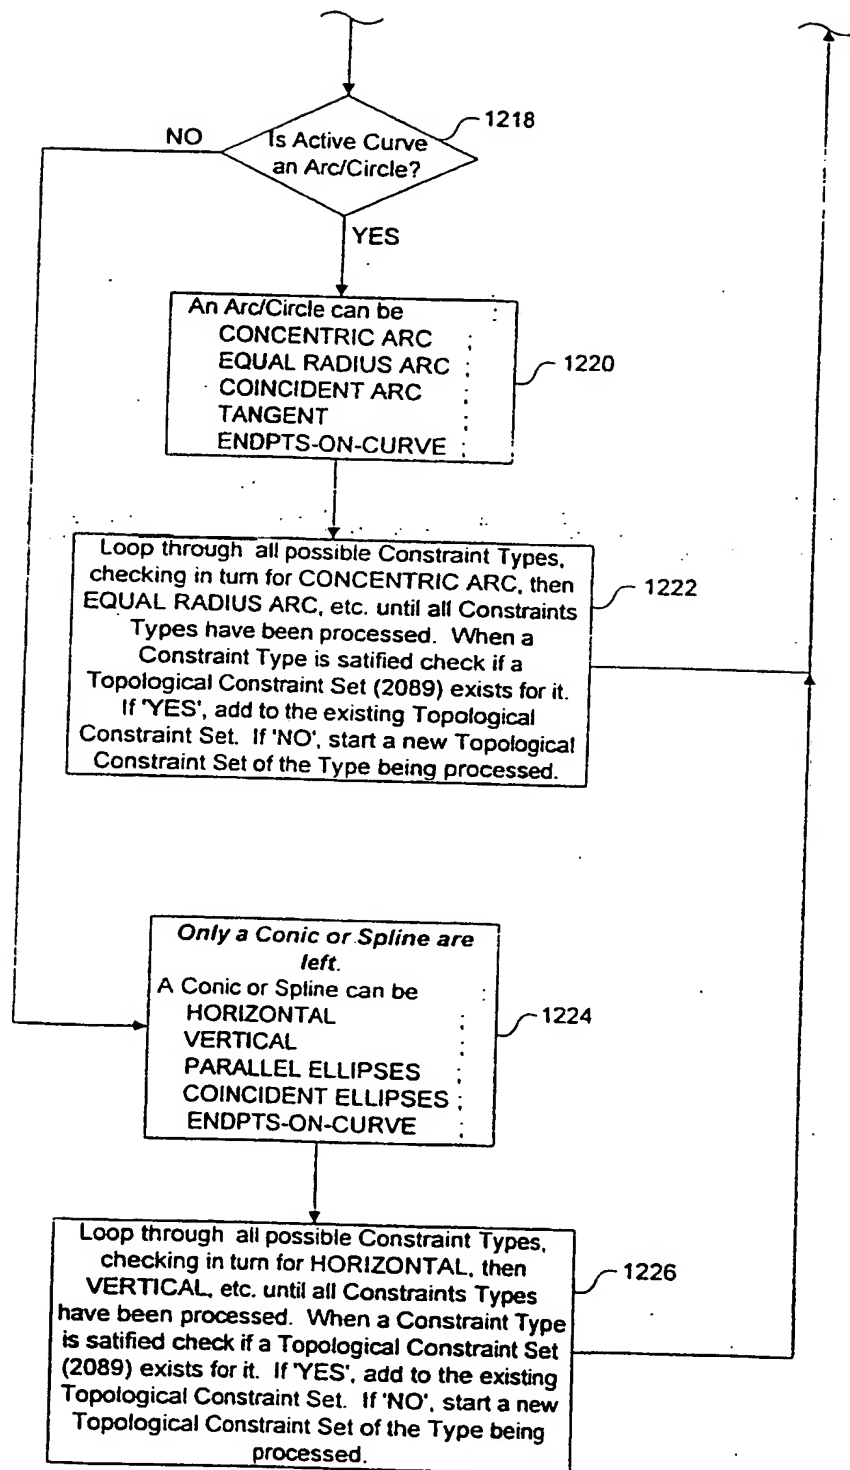 1218
NO
Is Active Curve
an Arc/Circle?
YES
An Arc/Circle can be
CONCENTRIC ARC
EQUAL RADIUS ARC
COINCIDENT ARC
TANGENT
ENDPTS-ON-CURVE
1220
Loop through all possible Constraint Types,
checking in turn for CONCENTRIC ARC, then
EQUAL RADIUS ARC, etc. until all Constraints
Types have been processed. When a
Constraint Type is satified check if a
Topological Constraint Set (2089) exists for it.
If 'YES', add to the existing Topological
Constraint Set. If 'NO', start a new Topological
Constraint Set of the Type being processed.
1222
Only a Conic or Spline are
left.
A Conic or Spline can be
HORIZONTAL
VERTICAL
PARALLEL ELLIPSES
COINCIDENT ELLIPSES
ENDPTS-ON-CURVE
1224
Loop through all possible Constraint Types,
checking in turn for HORIZONTAL, then
VERTICAL, etc. until all Constraints Types
have been processed. When a Constraint Type
is satified check if a Topological Constraint Set
(2089) exists for it. If 'YES', add to the existing
Topological Constraint Set. If 'NO', start a new
Topological Constraint Set of the Type being
processed.
1226